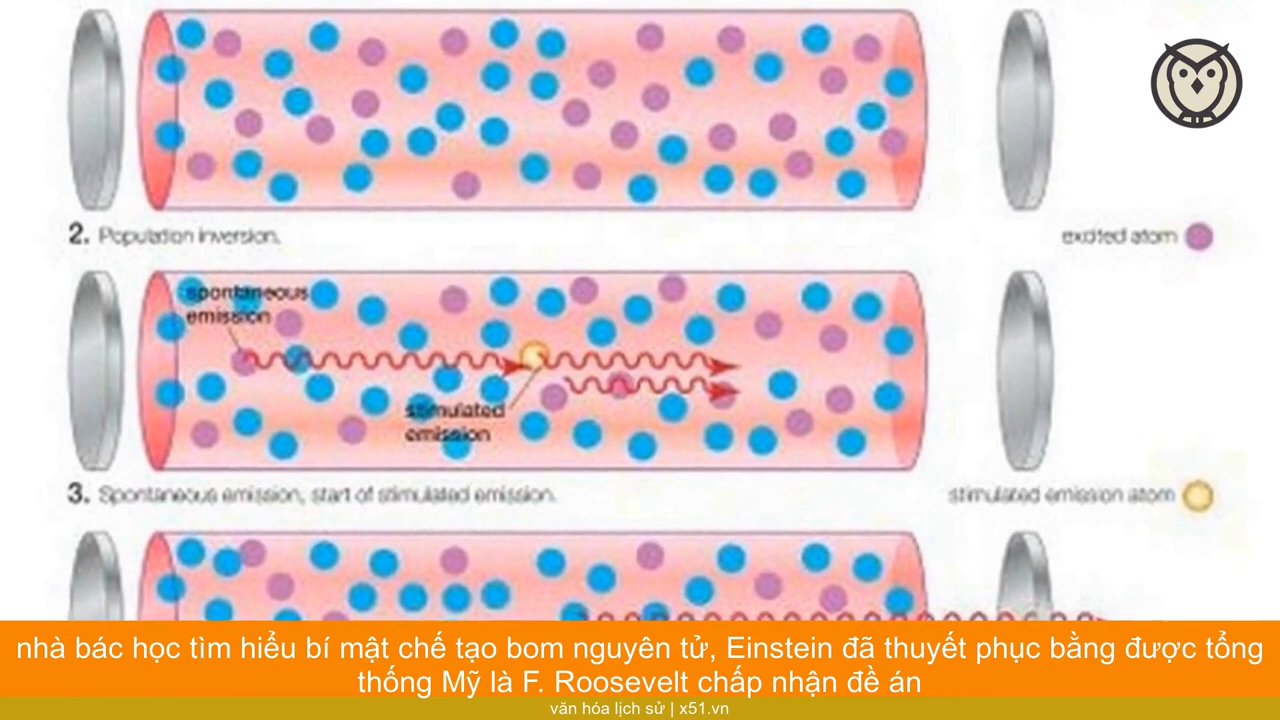 2. Population inversion.
excited atom
spontaneous
emission
stimulated
emission
3. Spontaneous emission, start of stimulated emission.
stimulated emission atom
nhà bác học tìm hiểu bí mật chế tạo bom nguyên tử, Einstein đã thuyết phục bằng được tổng
thống Mỹ là F. Roosevelt chấp nhận đề án
văn hóa lịch sử | x51.vn